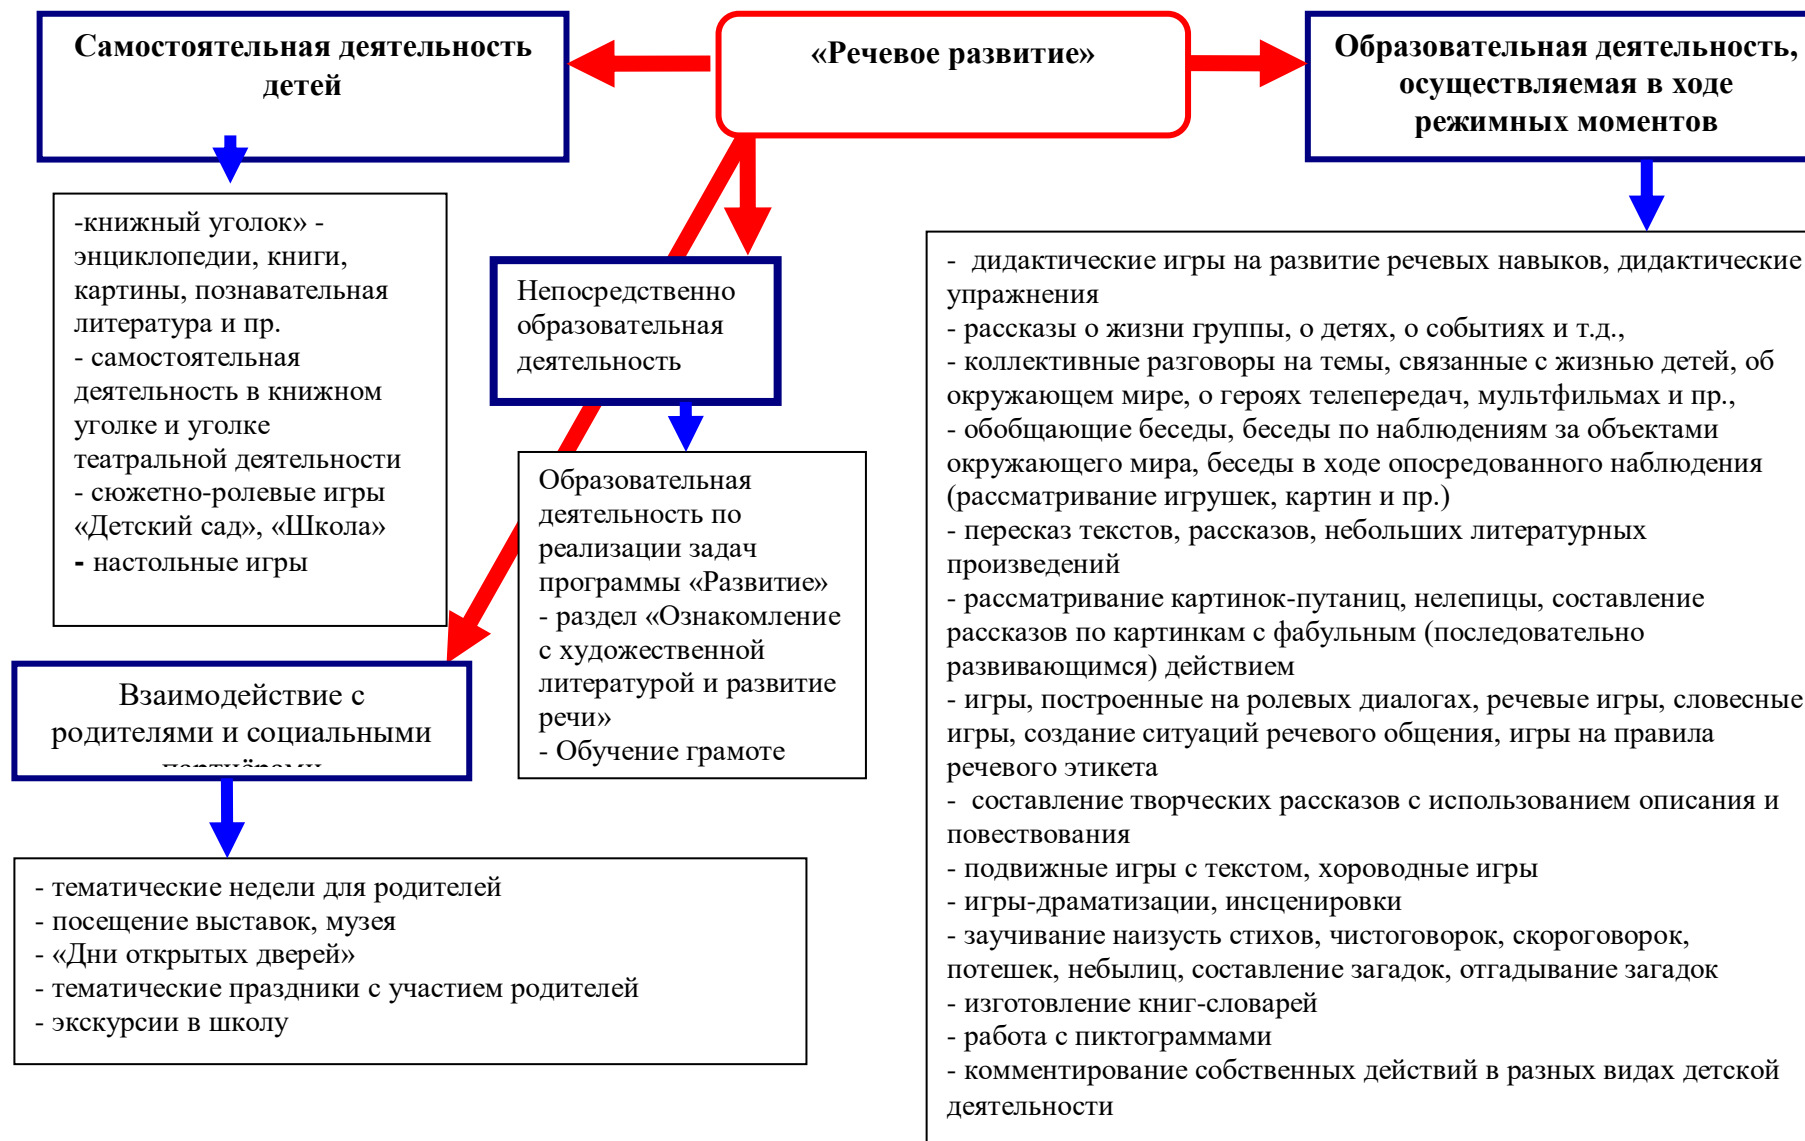 Самостоятельная деятельность
детей
«Речевое развитие»
Образовательная деятельность,
осуществляемая в ходе
режимных моментов
-книжный уголок» -
энциклопедии, книги,
картины, познавательная
литература и пр.
- самостоятельная
деятельность в книжном
уголке и уголке
театральной деятельности
- сюжетно-ролевые игры
«Детский сад», «Школа»
- настольные игры
Непосредственно
образовательная
деятельность
Образовательная
деятельность по
реализации задач
программы «Развитие»
- раздел «Ознакомление
с художественной
литературой и развитие
речи»
- Обучение грамоте
Взаимодействие с
родителями и социальными
партнёрами
- тематические недели для родителей
- посещение выставок, музея
- «Дни открытых дверей»
- тематические праздники с участием родителей
- экскурсии в школу
- дидактические игры на развитие речевых навыков, дидактические
упражнения
- рассказы о жизни группы, о детях, о событиях и т.д.,
- коллективные разговоры на темы, связанные с жизнью детей, об
окружающем мире, о героях телепередач, мультфильмах и пр.,
- обобщающие беседы, беседы по наблюдениям за объектами
окружающего мира, беседы в ходе опосредованного наблюдения
(рассматривание игрушек, картин и пр.)
- пересказ текстов, рассказов, небольших литературных
произведений
- рассматривание картинок-путаниц, нелепицы, составление
рассказов по картинкам с фабульным (последовательно
развивающимся) действием
- игры, построенные на ролевых диалогах, речевые игры, словесные
игры, создание ситуаций речевого общения, игры на правила
речевого этикета
- составление творческих рассказов с использованием описания и
повествования
- подвижные игры с текстом, хороводные игры
- игры-драматизации, инсценировки
- заучивание наизусть стихов, чистоговорок, скороговорок,
потешек, небылиц, составление загадок, отгадывание загадок
- изготовление книг-словарей
- работа с пиктограммами
- комментирование собственных действий в разных видах детской
деятельности